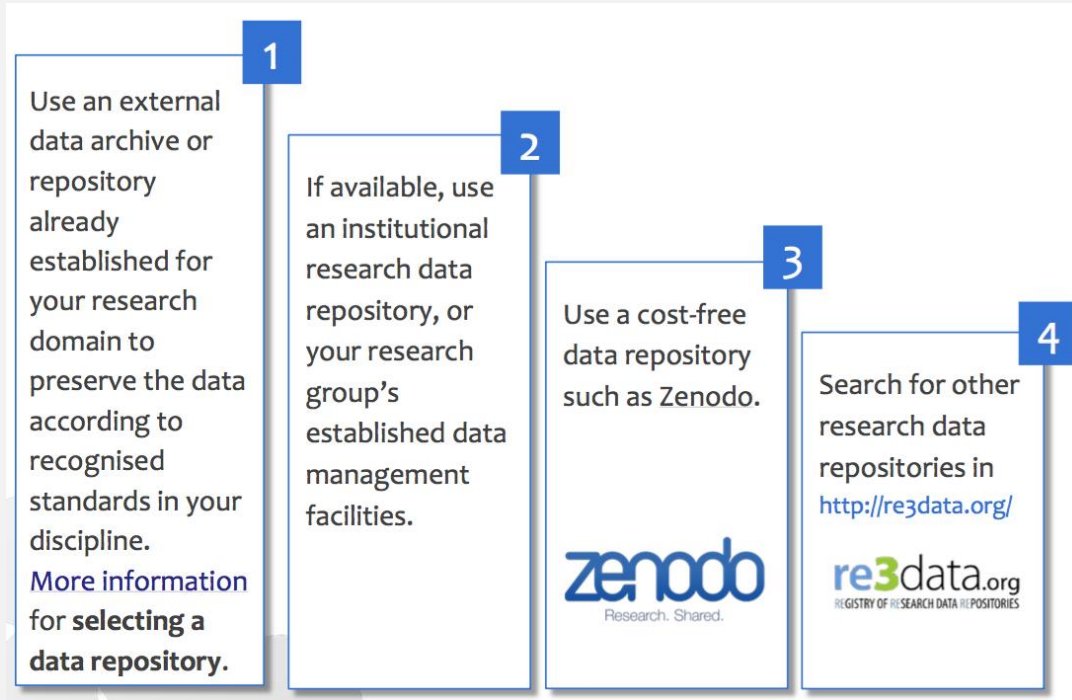 1
Use an external
data archive or
repository
already
established for
your research
domain to
preserve the data
according to
recognised
standards in your
discipline.
More information
for selecting a
data repository.
2
If available, use
an institutional
research data
repository, or
your research
group's
established data
management
facilities.
3
Use a cost-free
data repository
such as Zenodo.
zenodo
Research. Shared.
4
Search for other
research data
repositories in
http://re3data.org/
re3data.org
REGISTRY OF RESEARCH DATA REPOSITORIES